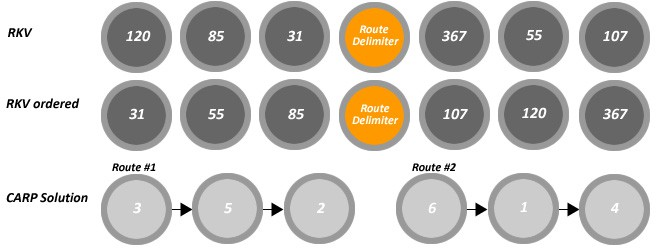 RKV 120 85 31 Route Delimiter 367 55 107
RKV ordered 31 55 85 Route Delimiter 107 120 367
Route #1 Route #2
CARP Solution 3 5 2 6 1 4